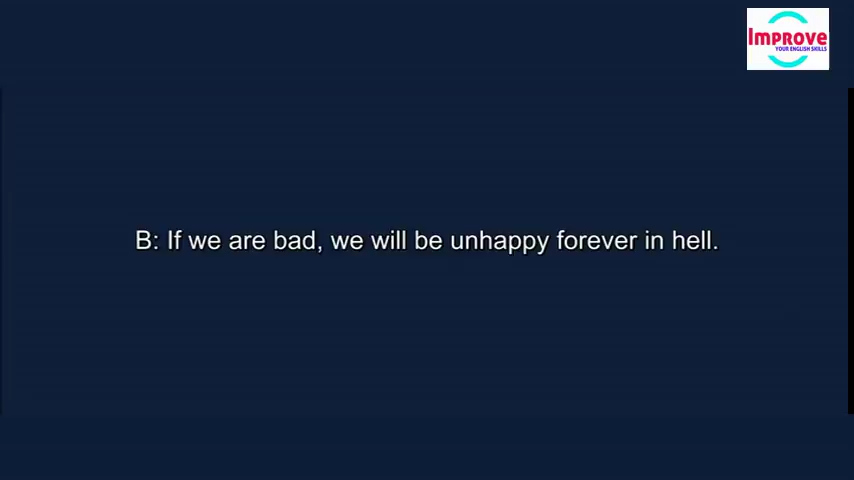 IMPROVE
YOUR ENGLISH SKILLS
B: If we are bad, we will be unhappy forever in hell.